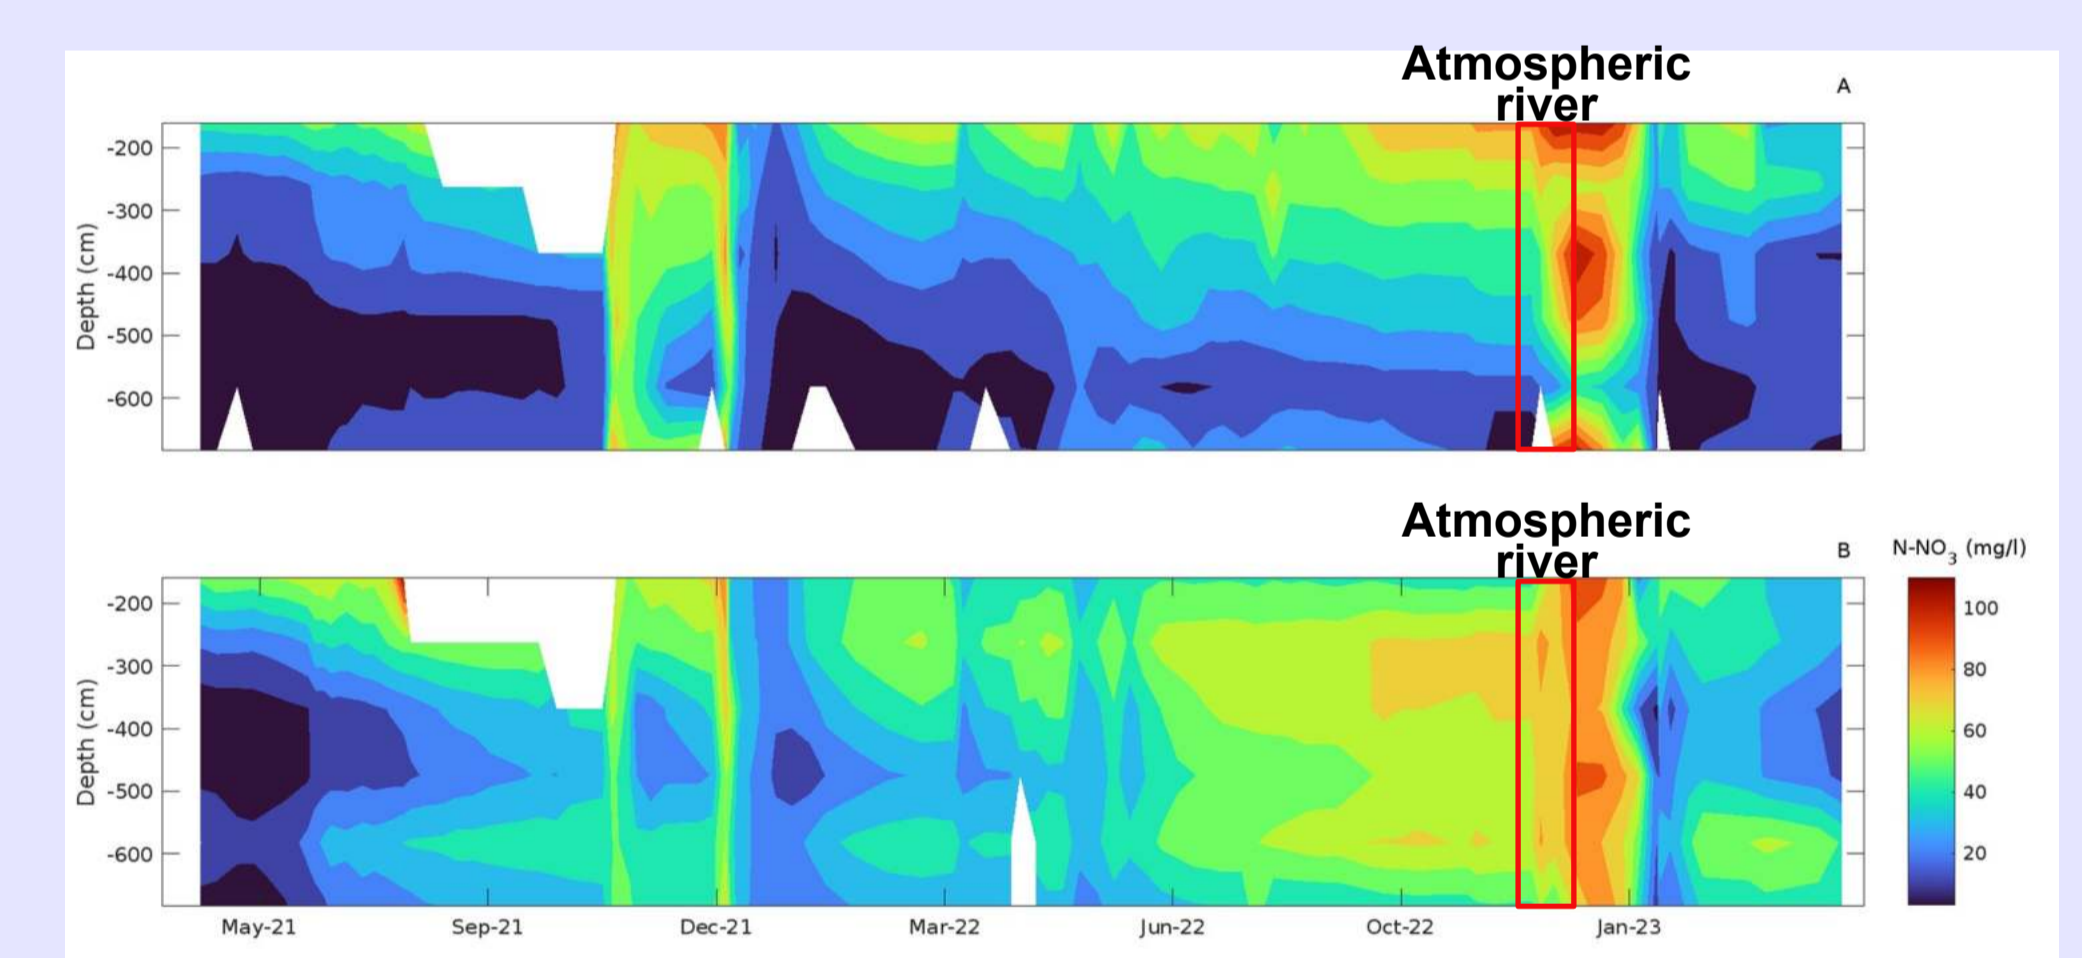 Atmospheric
river
A
-200
-300
-400
-500
-600
Depth (cm)
Atmospheric
river
B
N-NO3 (mg/l)
-200
-300
-400
-500
-600
Depth (cm)
100
80
60
40
20
May-21 Sep-21 Dec-21 Mar-22 Jun-22 Oct-22 Jan-23